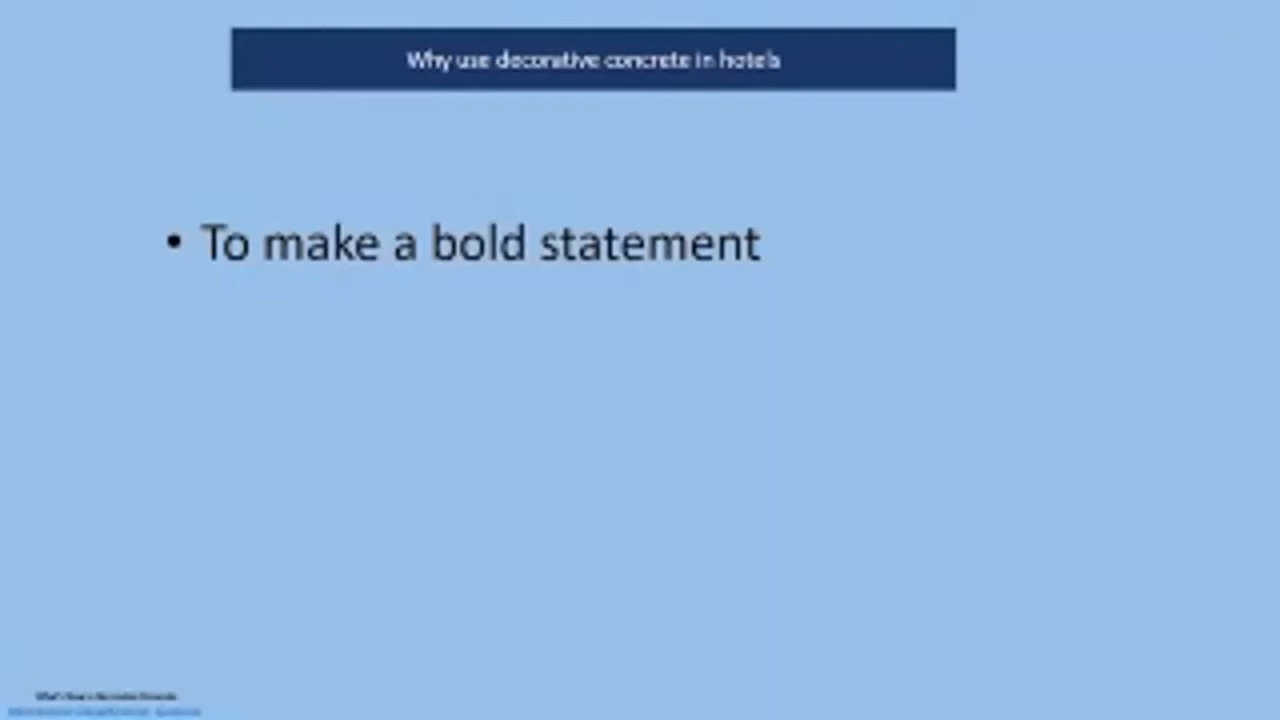 Why use decorative concrete in hotels
• To make a bold statement